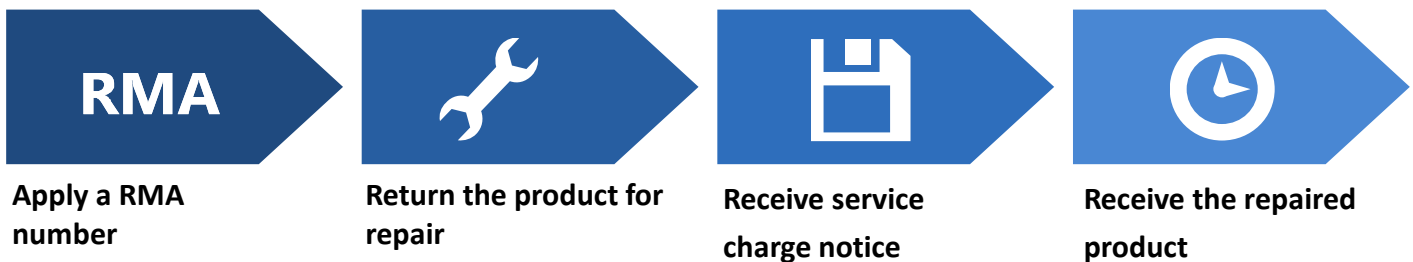 RMA
Apply a RMA
number
Return the product for
repair
Receive service
charge notice
Receive the repaired
product